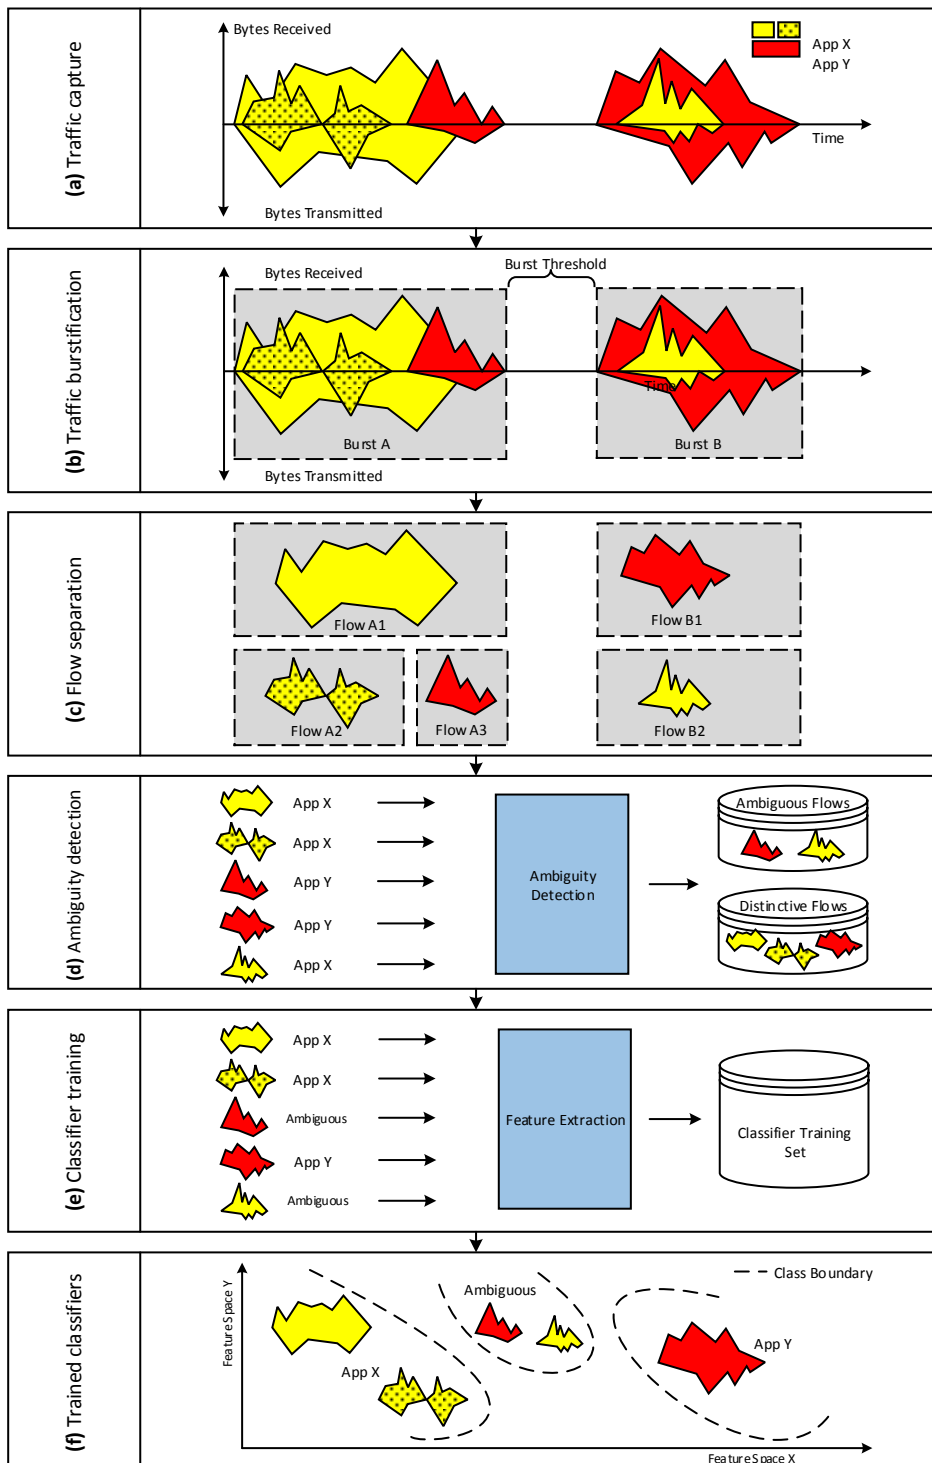 (a) Traffic capture
Bytes Received
App X
App Y
Time
Bytes Transmitted
(b) Traffic burstification
Bytes Received
Burst Threshold
Time
Burst A
Burst B
Bytes Transmitted
(c) Flow separation
Flow A1
Flow B1
Flow A2
Flow A3
Flow B2
(d) Ambiguity detection
App X
App X
App Y
App Y
App X
Ambiguity
Detection
Ambiguous Flows
Distinctive Flows
(e) Classifier training
App X
App X
Ambiguous
App Y
Ambiguous
Feature Extraction
Classifier Training
Set
(f) Trained classifiers
Feature Space Y
Class Boundary
Ambiguous
App X
App Y
Feature Space X